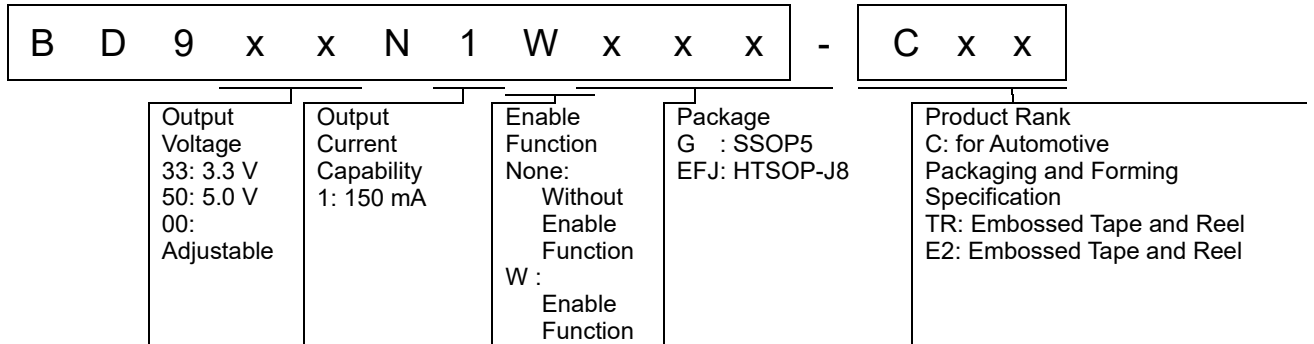 B D 9 x x N 1 W x x x - C x x
Output
Voltage
33: 3.3 V
50: 5.0 V
00:
Adjustable
Output
Current
Capability
1: 150 mA
Enable
Function
None:
Without
Enable
Function
W :
Enable
Function
Package
G : SSOP5
EFJ: HTSOP-J8
Product Rank
C: for Automotive
Packaging and Forming
Specification
TR: Embossed Tape and Reel
E2: Embossed Tape and Reel